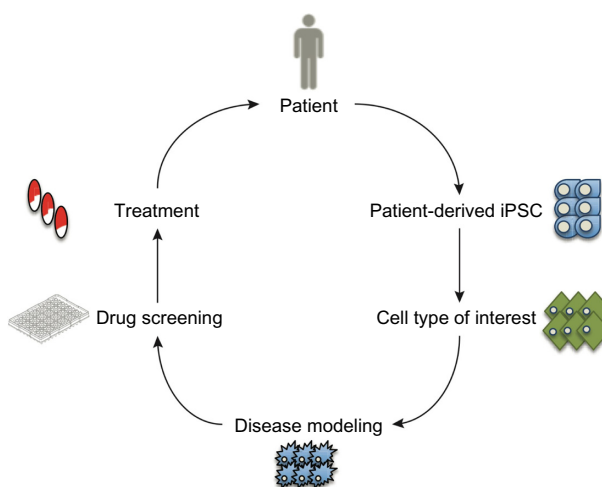 Patient
Treatment
Patient-derived iPSC
Drug screening
Cell type of interest
Disease modeling